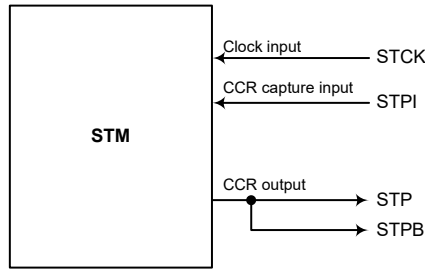 Clock input
STCK
CCR capture input
STPI
STM
CCR output
STP
STPB